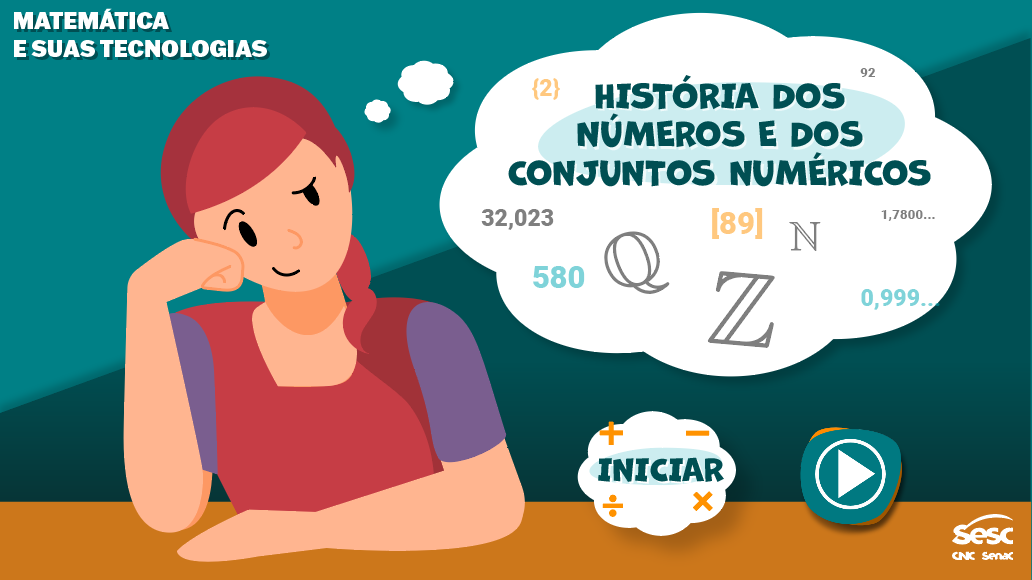 MATEMÁTICA
E SUAS TECNOLOGIAS
92
{2}
HISTÓRIA DOS
NÚMEROS E DOS
CONJUNTOS NUMÉRICOS
32,023
[89]
ℕ
1,7800...
580
ℚ
ℤ
0,999...
+ −
INICIAR
÷ ×
Sesc
CNC Senac